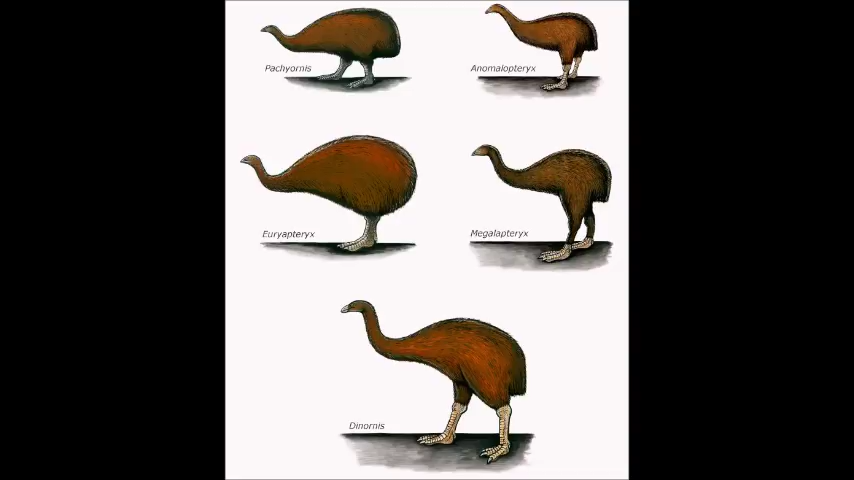 Pachyornis
Anomalopteryx
Euryapteryx
Megalapteryx
Dinornis